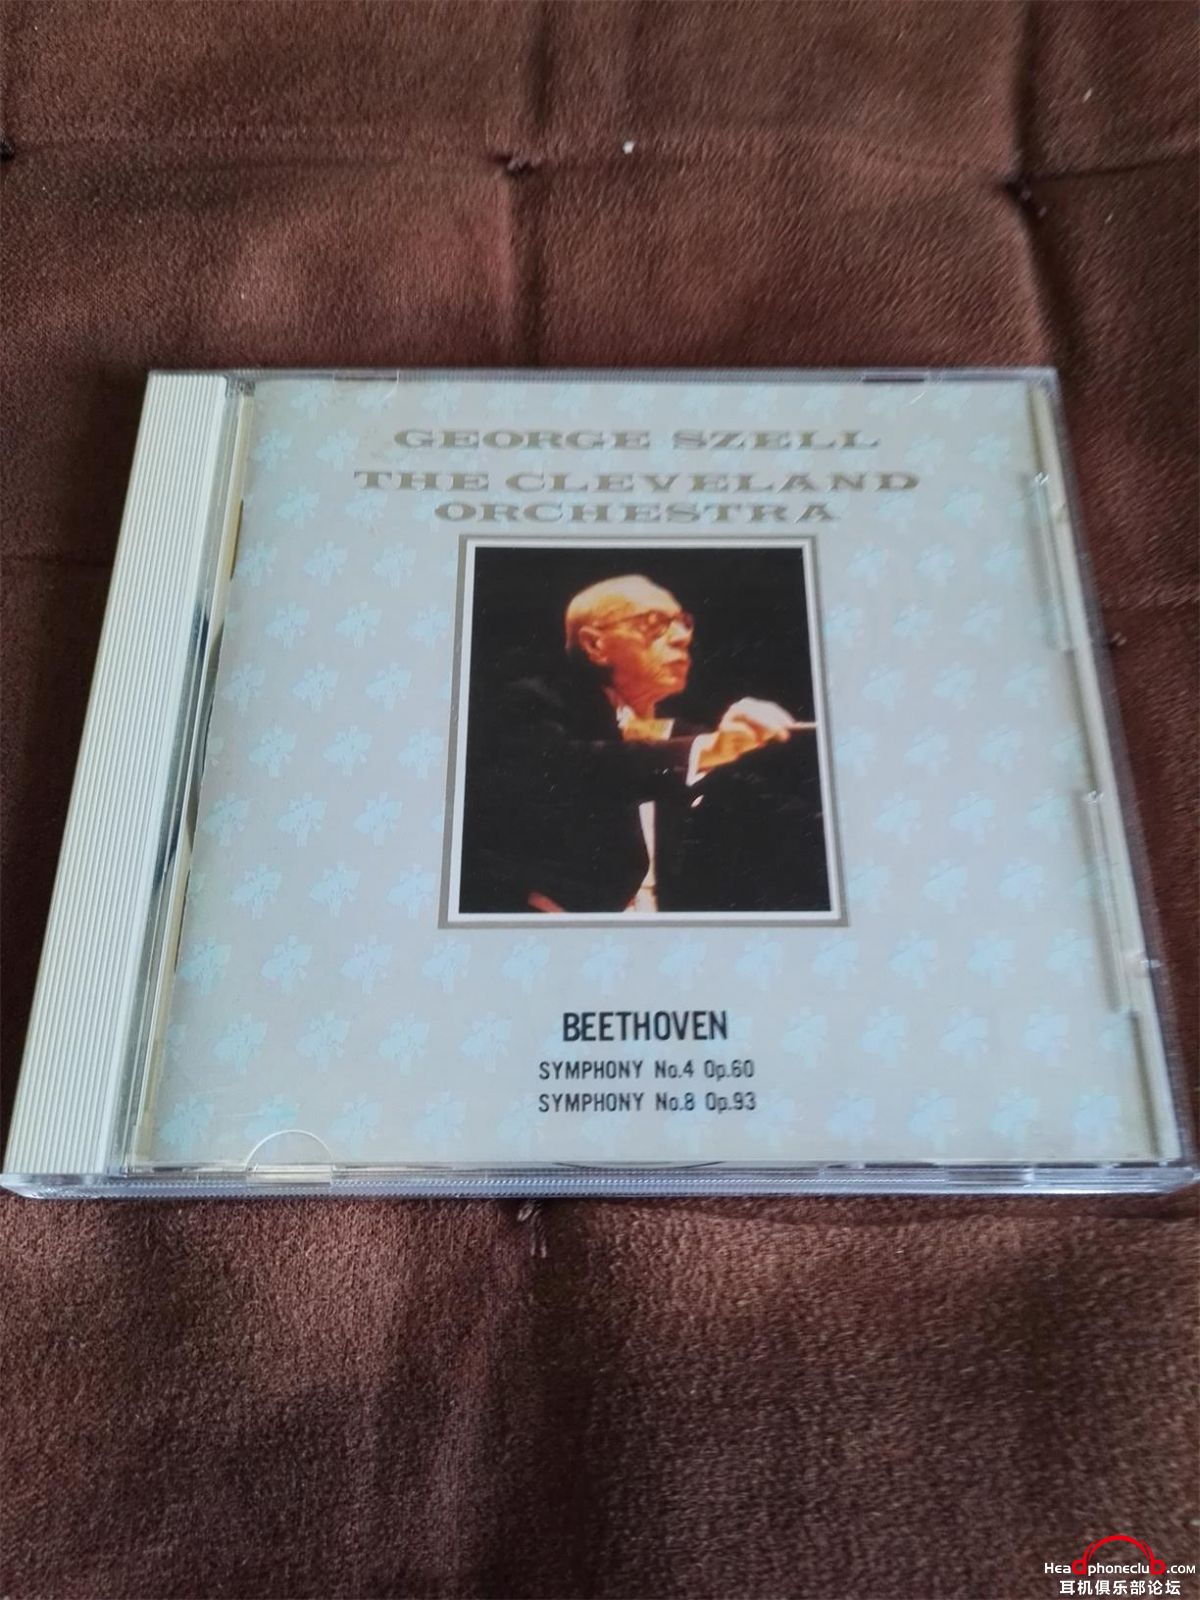 GEORGE SZELL
THE CLEVELAND
ORCHESTRA
BEETHOVEN
SYMPHONY No.4 Op.60
SYMPHONY No.8 Op.93
Headphoneclub.COM
耳机俱乐部论坛